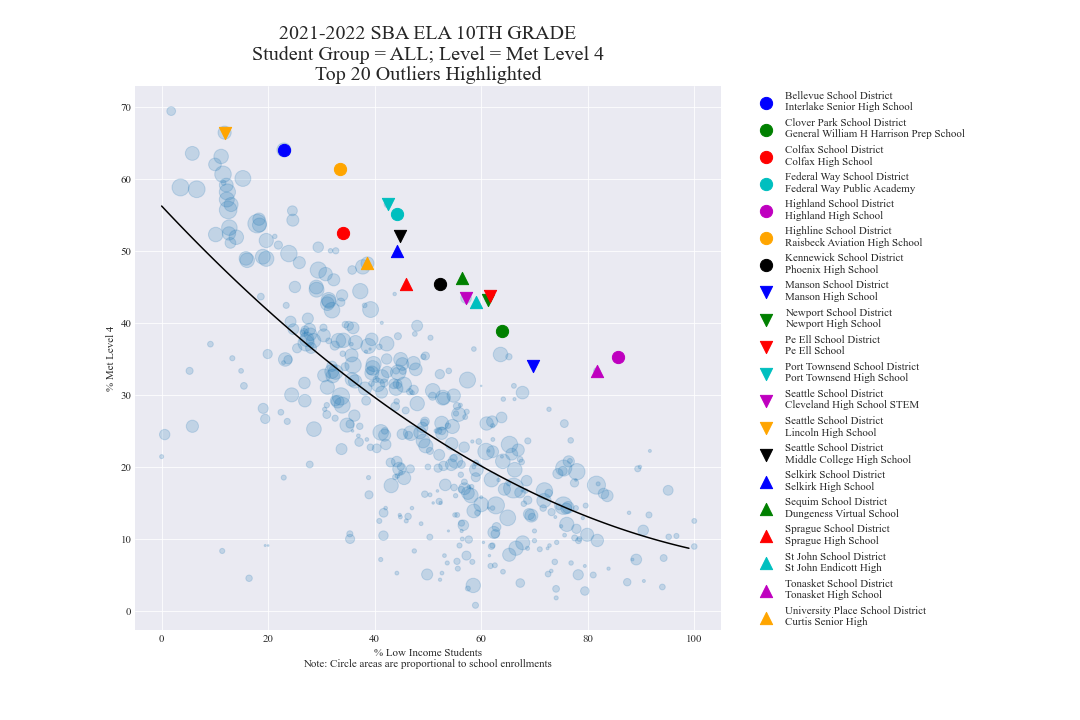 2021-2022 SBA ELA 10TH GRADE
Student Group = ALL; Level = Met Level 4
Top 20 Outliers Highlighted
70
60
50
40
30
20
10
0
% Met Level 4
0 20 40 60 80 100
% Low Income Students
Note: Circle areas are proportional to school enrollments
Bellevue School District
Interlake Senior High School
Clover Park School District
General William H Harrison Prep School
Colfax School District
Colfax High School
Federal Way School District
Federal Way Public Academy
Highland School District
Highland High School
Highline School District
Raisbeck Aviation High School
Kennewick School District
Phoenix High School
Manson School District
Manson High School
Newport School District
Newport High School
Pe Ell School District
Pe Ell School
Port Townsend School District
Port Townsend High School
Seattle School District
Cleveland High School STEM
Seattle School District
Lincoln High School
Seattle School District
Middle College High School
Selkirk School District
Selkirk High School
Sequim School District
Dungeness Virtual School
Sprague School District
Sprague High School
St John School District
St John Endicott High
Tonasket School District
Tonasket High School
University Place School District
Curtis Senior High